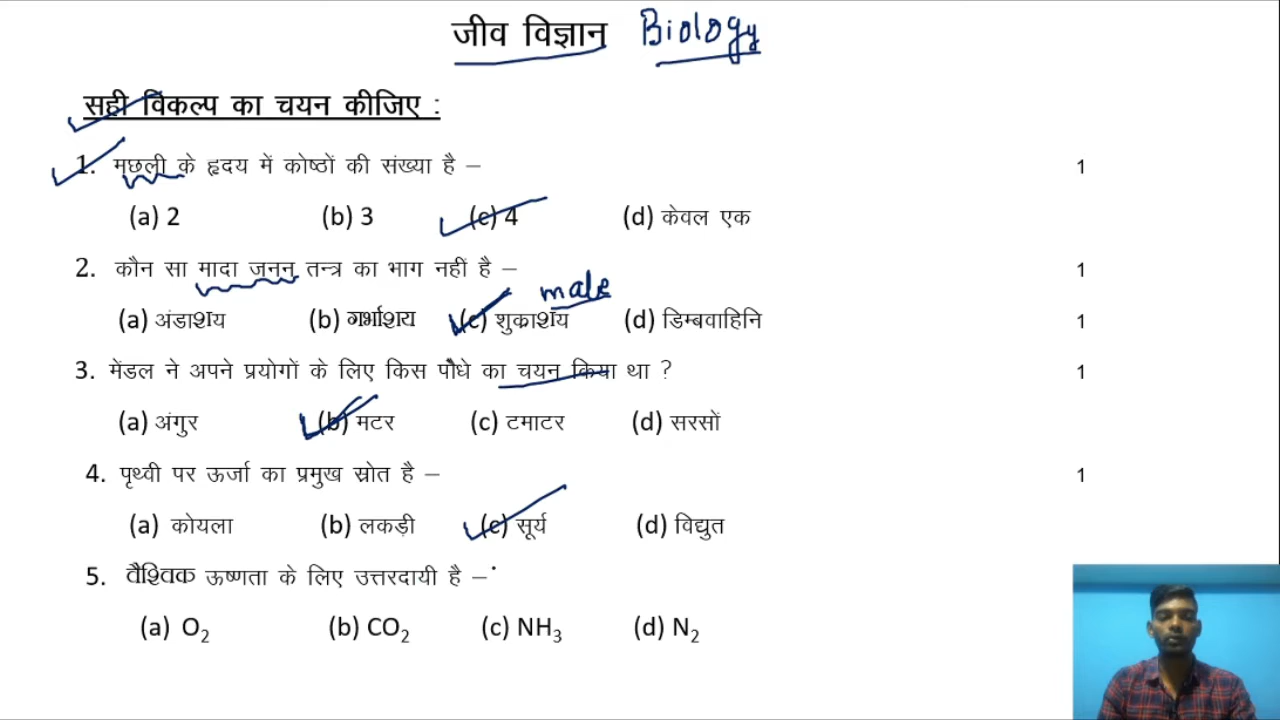 जीव विज्ञान Biology
सही विकल्प का चयन कीजिए :
1. मछली के हृदय में कोष्ठों की संख्या है – 1
(a) 2 (b) 3 (c) 4 (d) केवल एक
2. कौन सा मादा जनन तन्त्र का भाग नहीं है – 1
male
(a) अंडाशय (b) गर्भाशय (c) शुक्राशय (d) डिम्बवाहिनि 1
3. मेंडल ने अपने प्रयोगों के लिए किस पौधे का चयन किया था ? 1
(a) अंगुर (b) मटर (c) टमाटर (d) सरसों
4. पृथ्वी पर ऊर्जा का प्रमुख स्रोत है – 1
(a) कोयला (b) लकड़ी (c) सूर्य (d) विद्युत
5. वैश्विक ऊष्णता के लिए उत्तरदायी है –
(a) O₂ (b) CO₂ (c) NH₃ (d) N₂